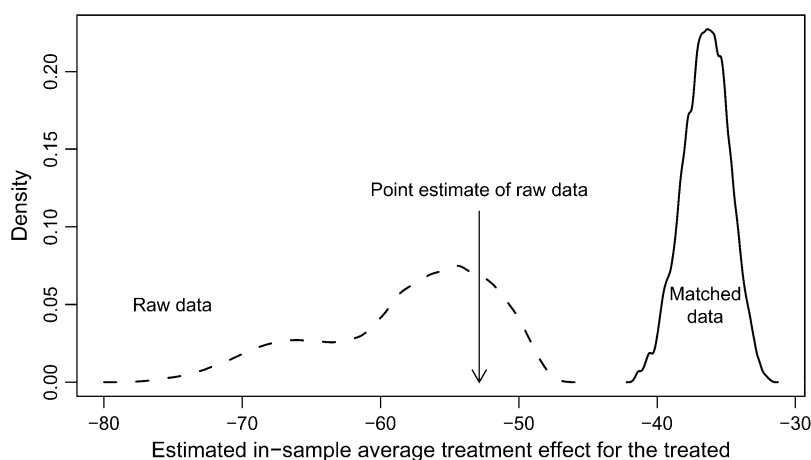 0.20
0.15
0.10
0.05
0.00
Density
Point estimate of raw data
Raw data
Matched
data
−80
−70
−60
−50
−40
−30
Estimated in−sample average treatment effect for the treated